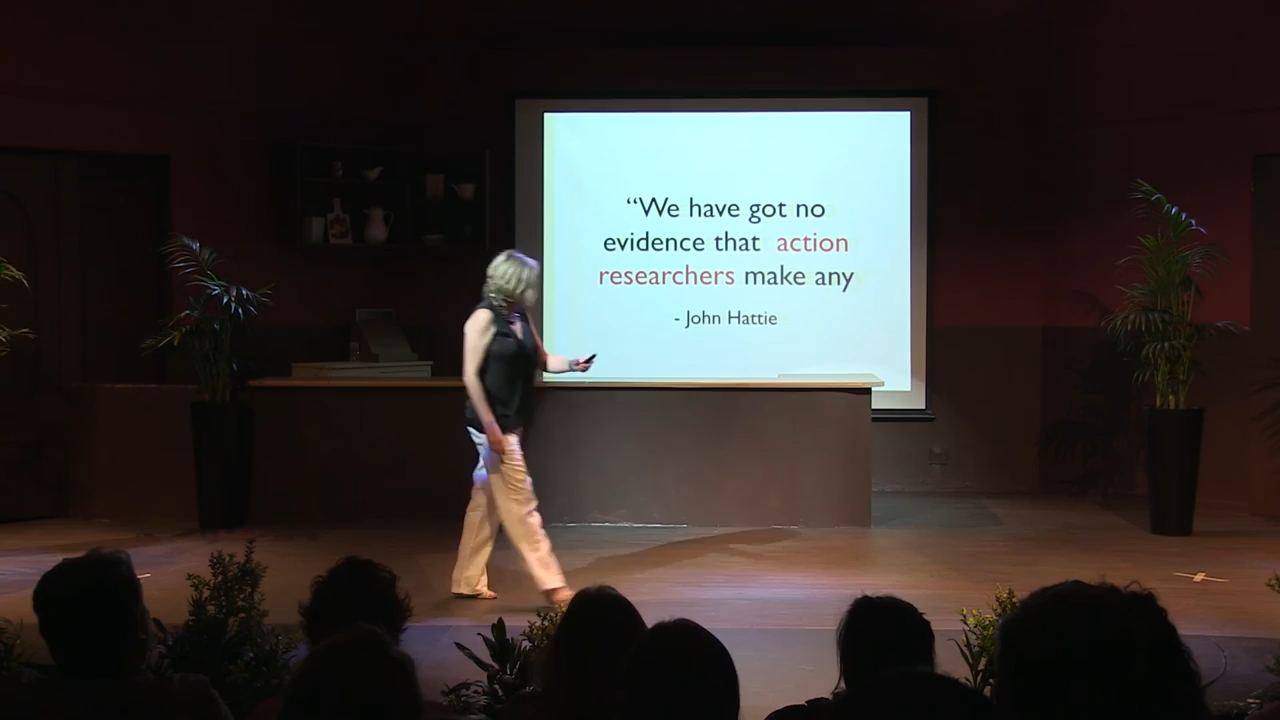 “We have got no
evidence that action
researchers make any
- John Hattie